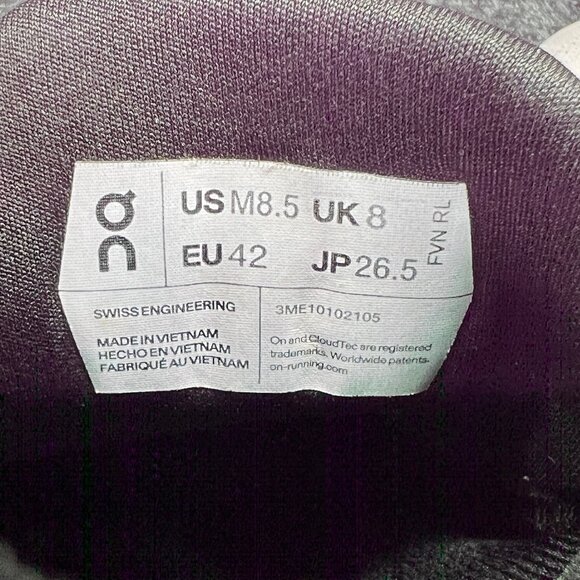 On
US M8.5 UK 8
EU 42 JP 26.5
FVN RL
SWISS ENGINEERING
MADE IN VIETNAM
HECHO EN VIETNAM
FABRIQUÉ AU VIETNAM
3ME10102105
On and CloudTec are registered
trademarks. Worldwide patents.
on-running.com